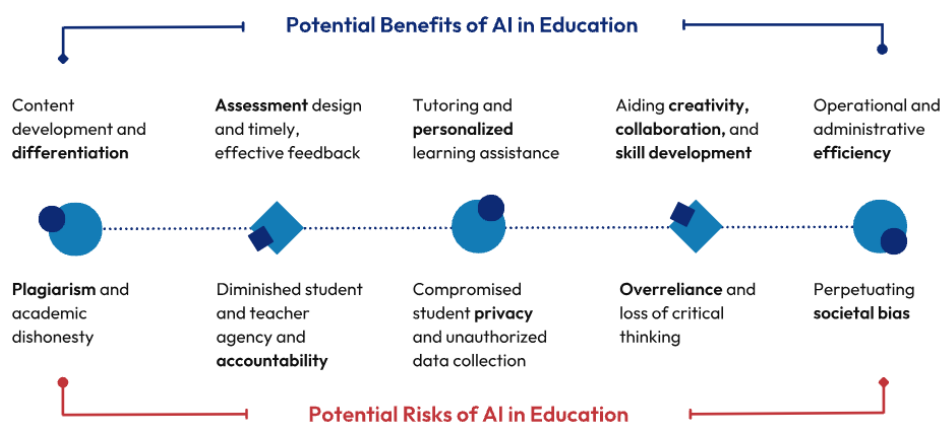 Potential Benefits of AI in Education
Content
development and
differentiation
Assessment design
and timely,
effective feedback
Tutoring and
personalized
learning assistance
Aiding creativity,
collaboration, and
skill development
Operational and
administrative
efficiency
Plagiarism and
academic
dishonesty
Diminished student
and teacher
agency and
accountability
Compromised
student privacy
and unauthorized
data collection
Overreliance and
loss of critical
thinking
Perpetuating
societal bias
Potential Risks of AI in Education